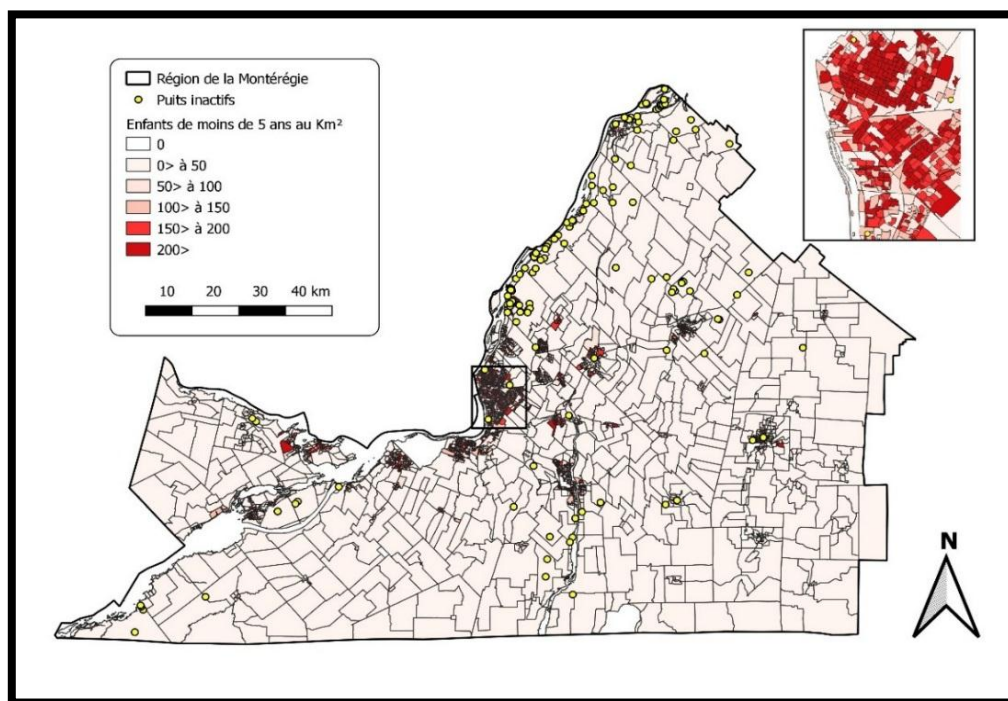 Région de la Montérégie
Puits inactifs
Enfants de moins de 5 ans au Km²
0
0> à 50
50> à 100
100> à 150
150> à 200
200>
10 20 30 40 km
N